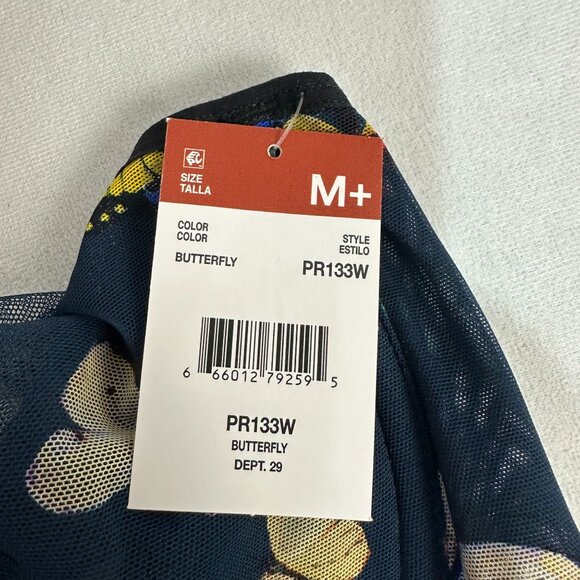 SIZE
TALLA
M+
COLOR
COLOR
STYLE
ESTILO
BUTTERFLY
PR133W
6 66012 79259 5
PR133W
BUTTERFLY
DEPT. 29